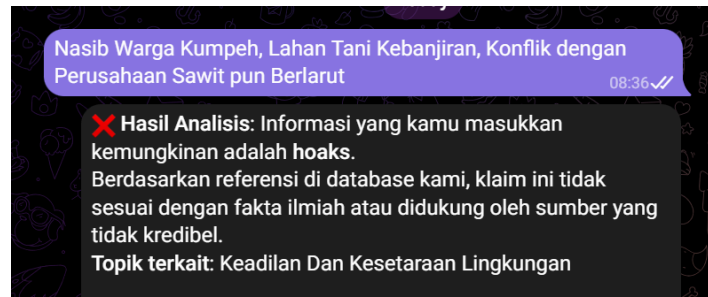 Nasib Warga Kumpeh, Lahan Tani Kebanjiran, Konflik dengan
Perusahaan Sawit pun Berlarut
08:36
❌ Hasil Analisis: Informasi yang kamu masukkan
kemungkinan adalah hoaks.
Berdasarkan referensi di database kami, klaim ini tidak
sesuai dengan fakta ilmiah atau didukung oleh sumber yang
tidak kredibel.
Topik terkait: Keadilan Dan Kesetaraan Lingkungan